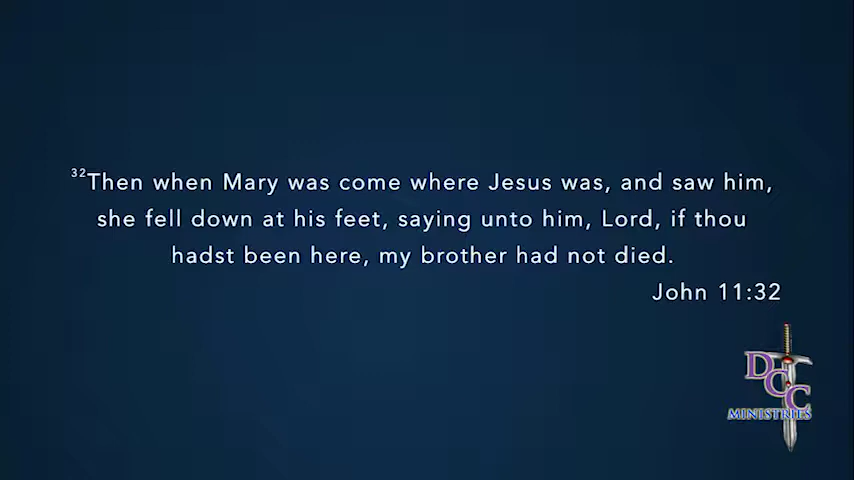 ³²Then when Mary was come where Jesus was, and saw him,
she fell down at his feet, saying unto him, Lord, if thou
hadst been here, my brother had not died.
John 11:32
DCC
MINISTRIES